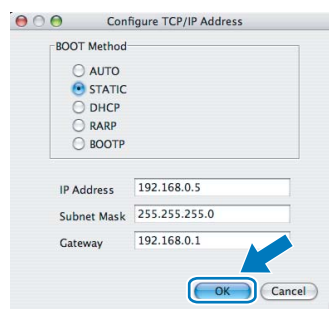 Configure TCP/IP Address
BOOT Method
AUTO
STATIC
DHCP
RARP
BOOTP
IP Address 192.168.0.5
Subnet Mask 255.255.255.0
Gateway 192.168.0.1
OK Cancel